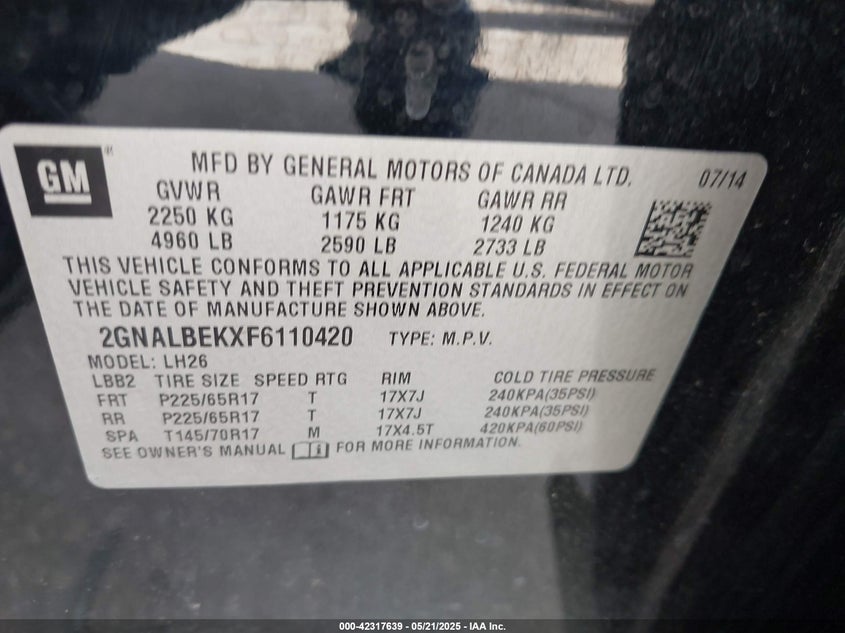 GM
MFD BY GENERAL MOTORS OF CANADA LTD. 07/14
GVWR GAWR FRT GAWR RR
2250 KG 1175 KG 1240 KG
4960 LB 2590 LB 2733 LB
THIS VEHICLE CONFORMS TO ALL APPLICABLE U.S. FEDERAL MOTOR
VEHICLE SAFETY AND THEFT PREVENTION STANDARDS IN EFFECT ON
THE DATE OF MANUFACTURE SHOWN ABOVE.
2GNALBEKXF6110420 TYPE: M.P.V.
MODEL: LH26
LBB2 TIRE SIZE SPEED RTG RIM COLD TIRE PRESSURE
FRT P225/65R17 T 17X7J 240KPA(35PSI)
RR P225/65R17 T 17X7J 240KPA(35PSI)
SPA T145/70R17 M 17X4.5T 420KPA(60PSI)
SEE OWNER'S MANUAL FOR MORE INFORMATION.
000-42317639 - 05/21/2025 - IAA Inc.